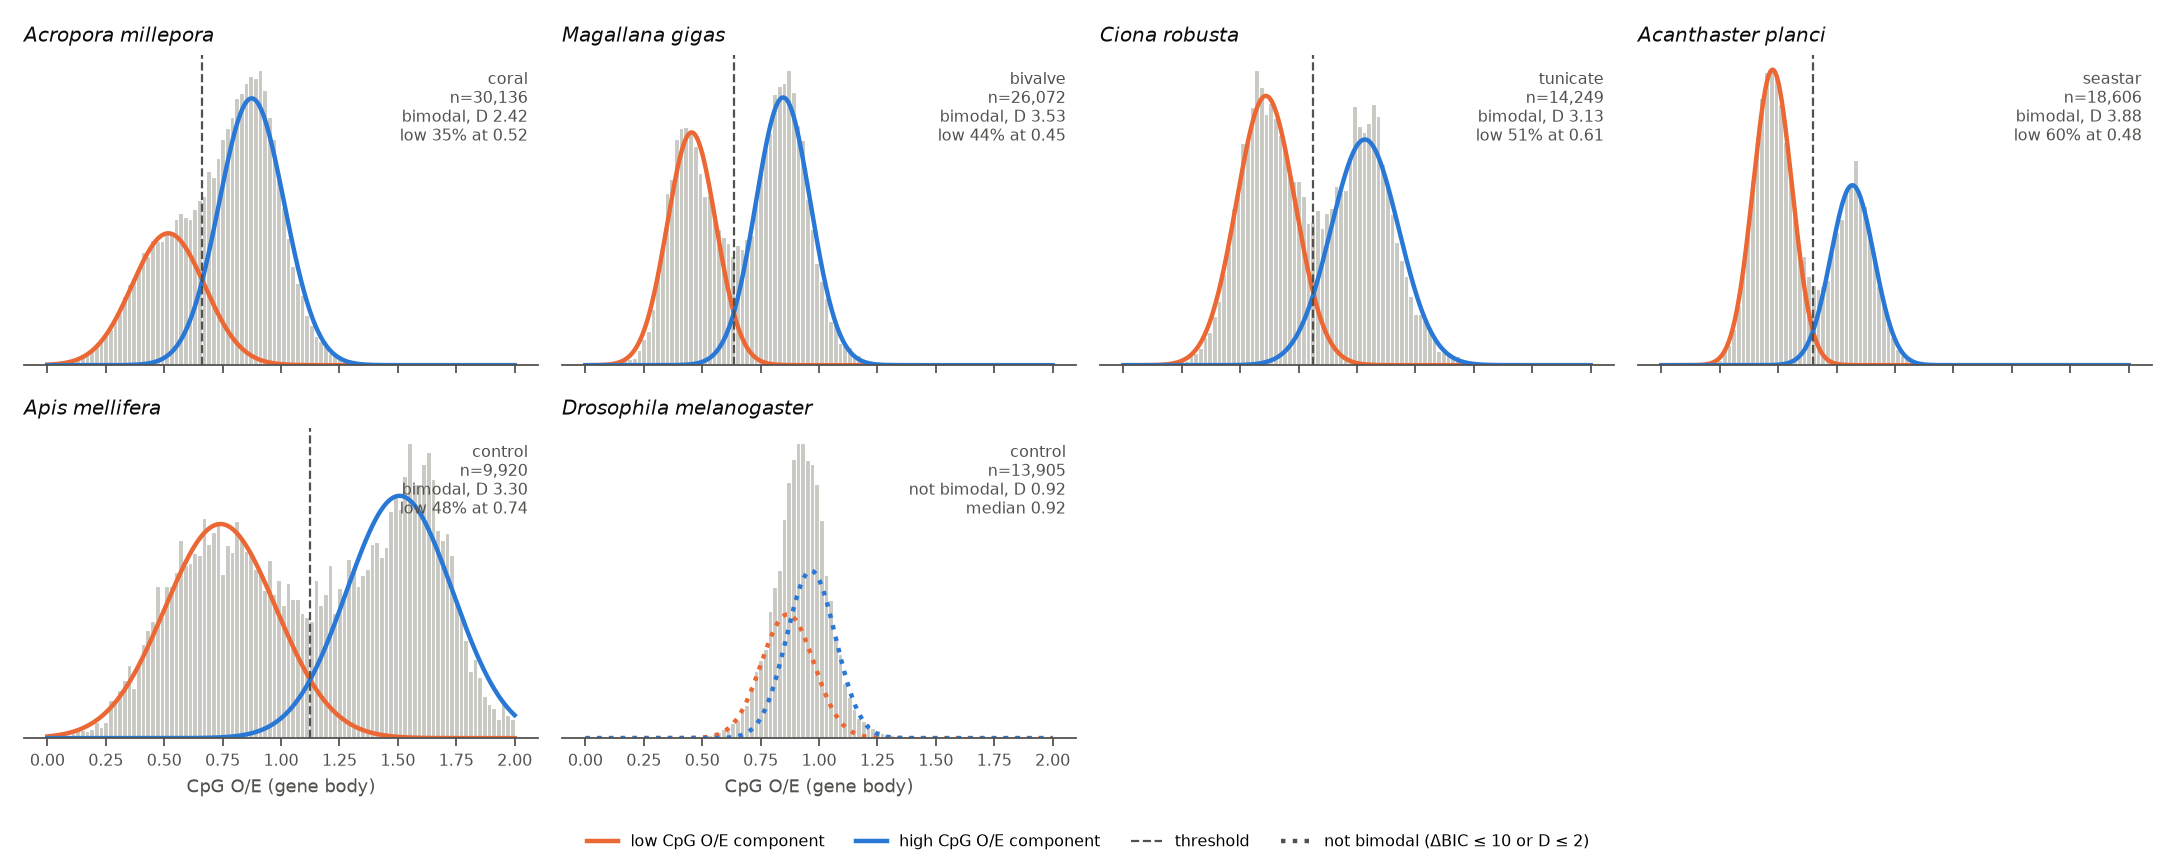 Acropora millepora
coral
n=30,136
bimodal, D 2.42
low 35% at 0.52
Magallana gigas
bivalve
n=26,072
bimodal, D 3.53
low 44% at 0.45
Ciona robusta
tunicate
n=14,249
bimodal, D 3.13
low 51% at 0.61
Acanthaster planci
seastar
n=18,606
bimodal, D 3.88
low 60% at 0.48
Apis mellifera
control
n=9,920
bimodal, D 3.30
low 48% at 0.74
0.00 0.25 0.50 0.75 1.00 1.25 1.50 1.75 2.00
CpG O/E (gene body)
Drosophila melanogaster
control
n=13,905
not bimodal, D 0.92
median 0.92
0.00 0.25 0.50 0.75 1.00 1.25 1.50 1.75 2.00
CpG O/E (gene body)
low CpG O/E component high CpG O/E component threshold not bimodal (ΔBIC ≤ 10 or D ≤ 2)